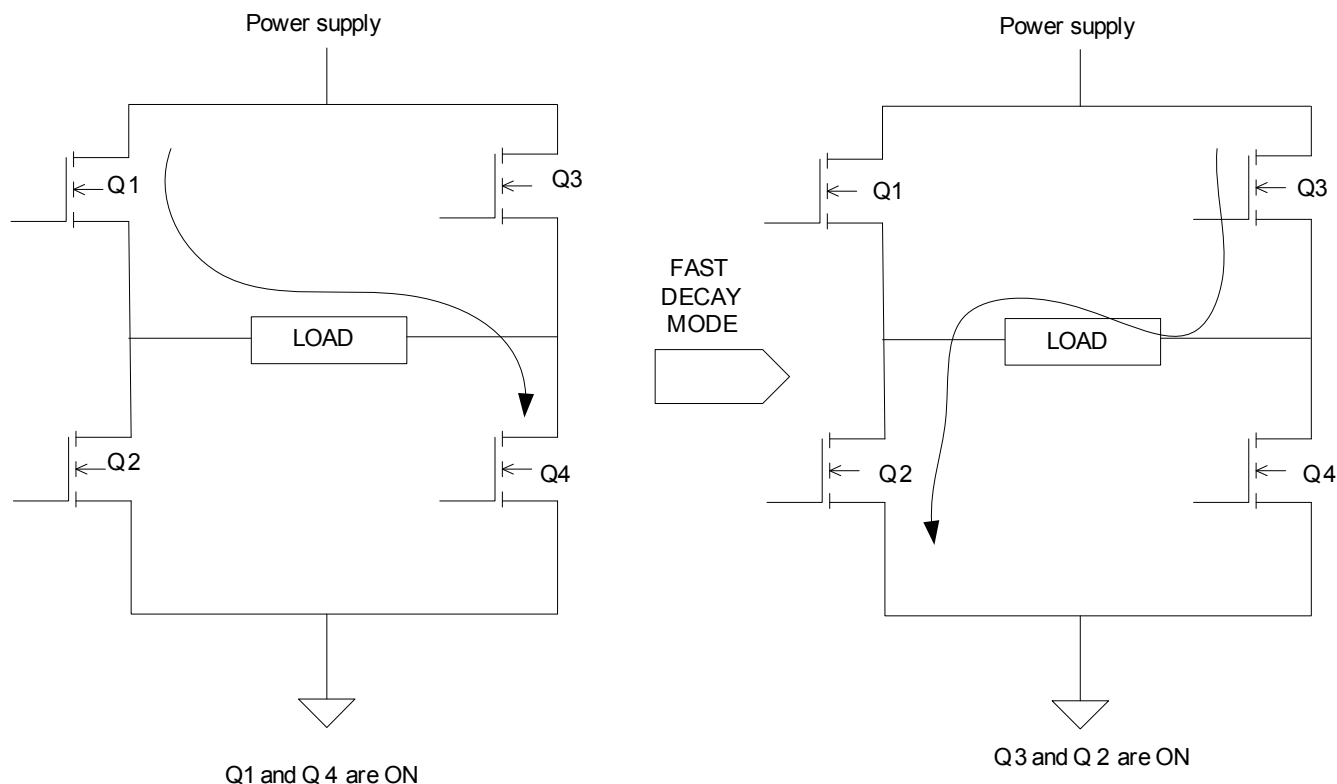 Power supply
Power supply
Q1
Q3
Q1
Q3
FAST
DECAY
MODE
LOAD
LOAD
Q2
Q4
Q2
Q4
Q1 and Q 4 are ON
Q3 and Q 2 are ON